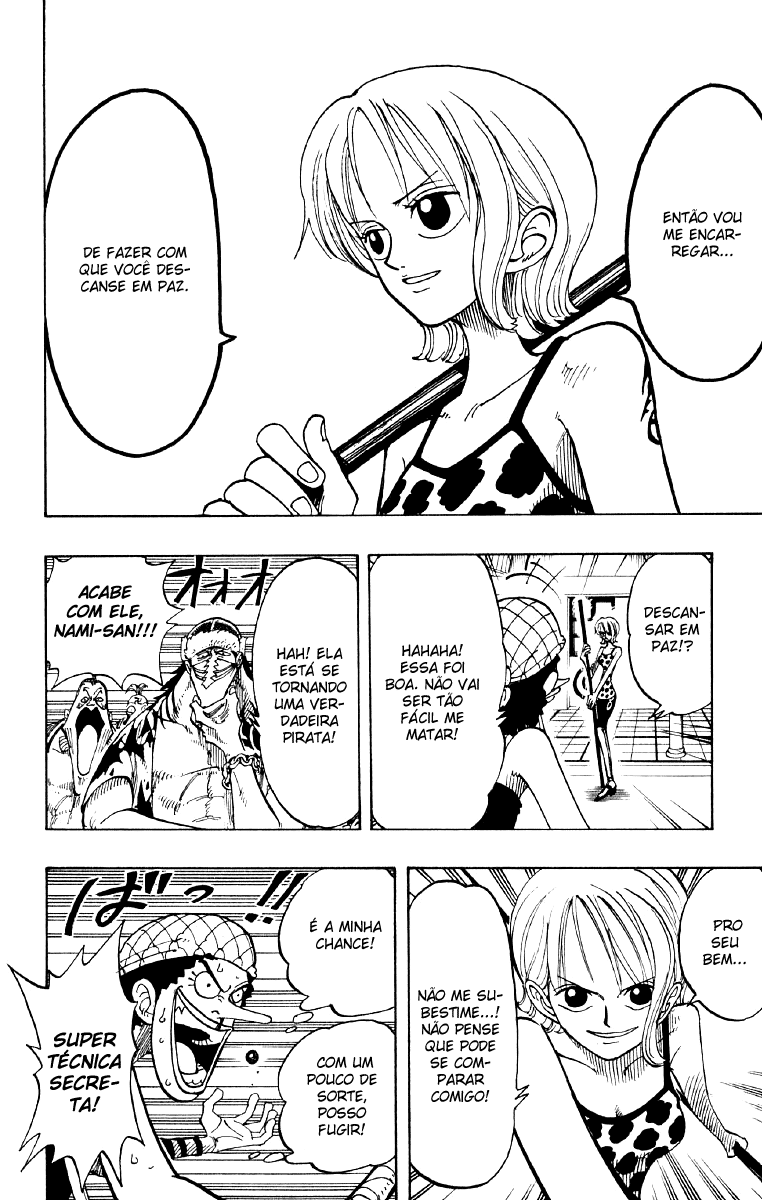 ENTÃO VOU
ME ENCAR-
REGAR...
DE FAZER COM
QUE VOCÊ DES-
CANSE EM PAZ.
DESCAN-
SAR EM
PAZ!?
HAHAHA!
ESSA FOI
BOA. NÃO VAI
SER TÃO
FÁCIL ME
MATAR!
HAH! ELA
ESTÁ SE
TORNANDO
UMA VER-
DADEIRA
PIRATA!
オオオ
ACABE
COM ELE,
NAMI-SAN!!!
PRO
SEU
BEM...
NÃO ME SU-
BESTIME...!
NÃO PENSE
QUE PODE
SE COM-
PARAR
COMIGO!
É A MINHA
CHANCE!
COM UM
POUCO DE
SORTE,
POSSO
FUGIR!
ばっ!!
SUPER
TÉCNICA
SECRE-
TA!